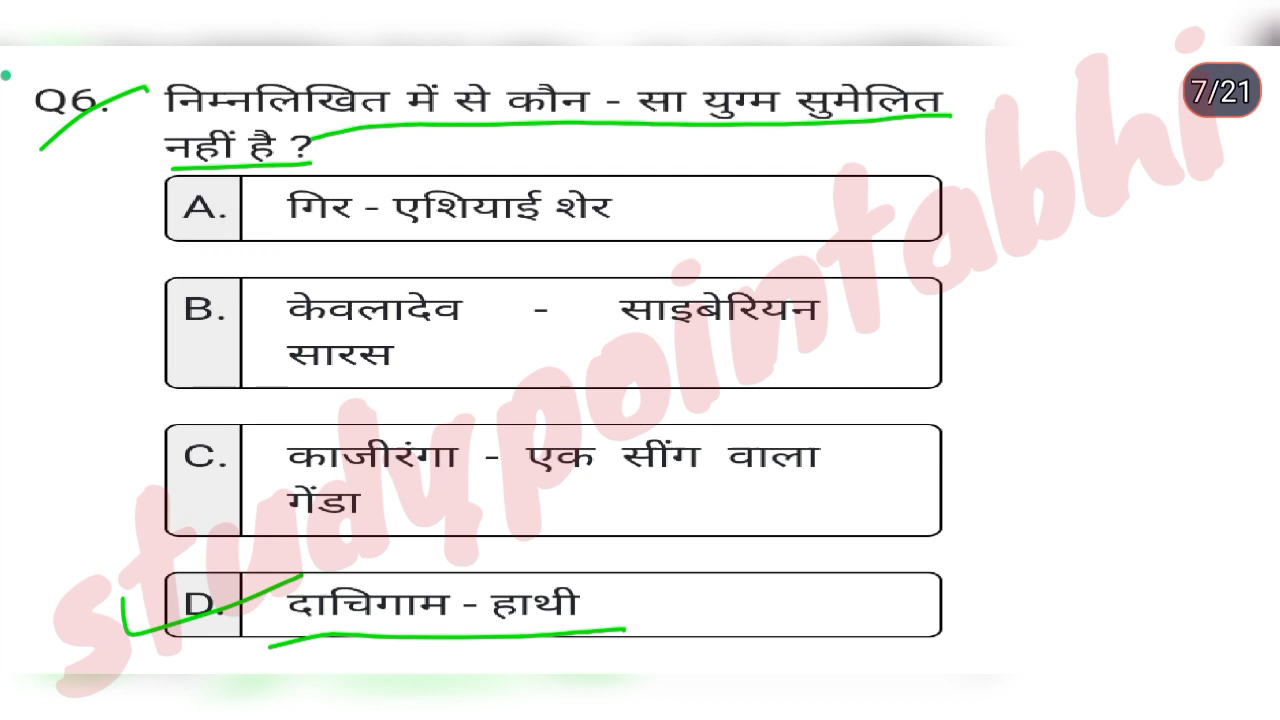 7/21
Q6. निम्नलिखित में से कौन - सा युग्म सुमेलित
नहीं है ?
A. गिर - एशियाई शेर
B. केवलादेव - साइबेरियन
सारस
C. काजीरंगा - एक सींग वाला
गेंडा
D. दाचिगाम - हाथी
studypointabhi